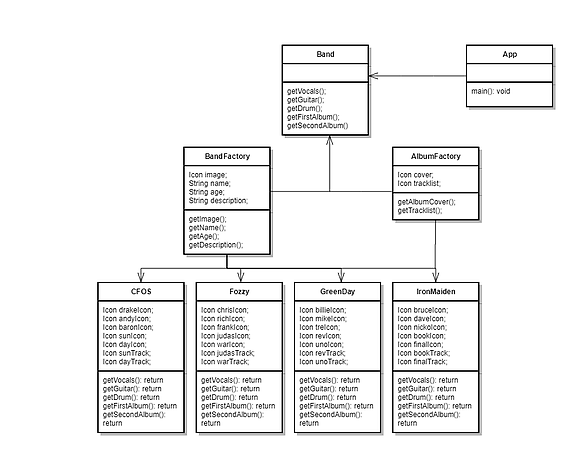 Band
getVocals();
getGuitar();
getDrum();
getFirstAlbum();
getSecondAlbum()
App
main(): void
BandFactory
Icon image;
String name;
String age;
String description;
getImage();
getName();
getAge();
getDescription();
AlbumFactory
Icon cover;
Icon tracklist;
getAlbumCover();
getTracklist();
CFOS
Icon drakeIcon;
Icon andyIcon;
Icon baronIcon;
Icon sunIcon;
Icon dayIcon;
Icon sunTrack;
Icon dayTrack;
getVocals(): return
getGuitar(): return
getDrum(): return
getFirstAlbum(): return
getSecondAlbum():
return
Fozzy
Icon chrisIcon;
Icon richIcon;
Icon frankIcon;
Icon judasIcon;
Icon warIcon;
Icon judasTrack;
Icon warTrack;
getVocals(): return
getGuitar(): return
getDrum(): return
getFirstAlbum(): return
getSecondAlbum():
return
GreenDay
Icon billieIcon;
Icon mikeIcon;
Icon treIcon;
Icon revIcon;
Icon unoIcon;
Icon revTrack;
Icon unoTrack;
getVocals(): return
getGuitar(): return
getDrum(): return
getFirstAlbum(): return
getSecondAlbum():
return
IronMaiden
Icon bruceIcon;
Icon daveIcon;
Icon nickoIcon;
Icon bookIcon;
Icon finalIcon;
Icon bookTrack;
Icon finalTrack;
getVocals(): return
getGuitar(): return
getDrum(): return
getFirstAlbum(): return
getSecondAlbum():
return